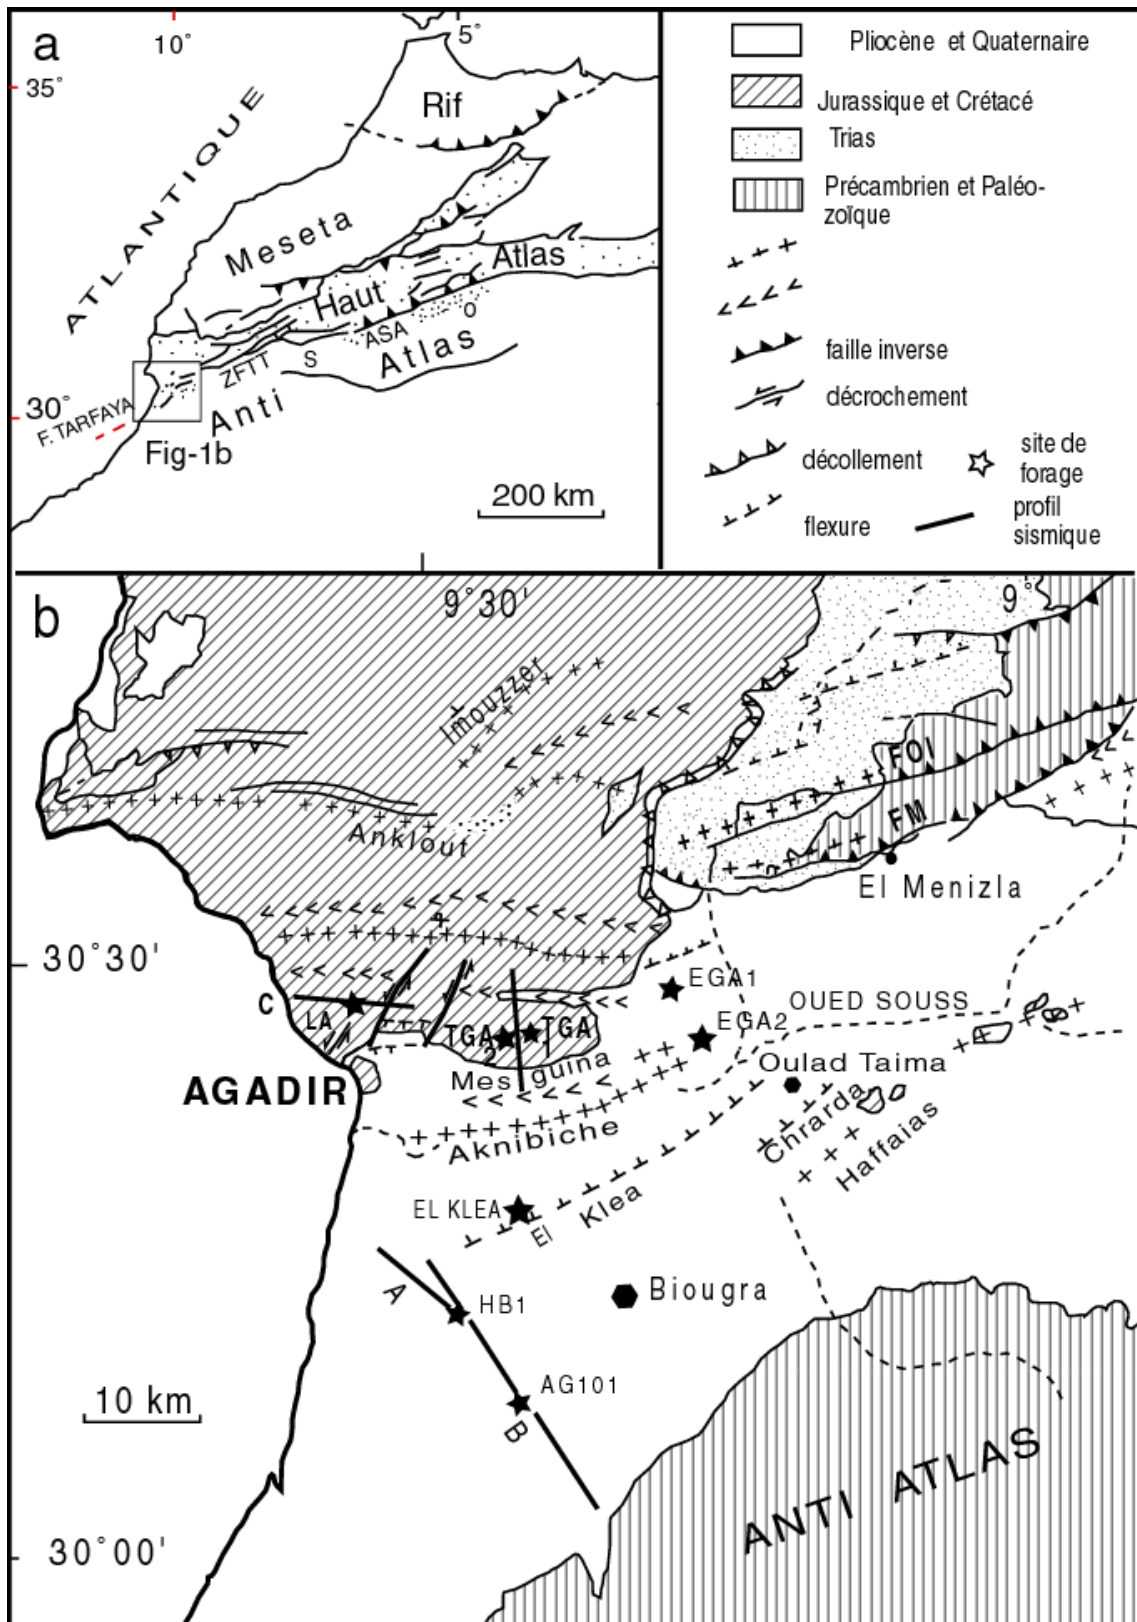 a
10°
5°
35°
ATLANTIQUE
Rif
Meseta
Haut
Atlas
ZFTT
S
ASA
O
Atlas
Anti
30°
F. TARFAYA
Fig-1b
200 km
Pliocène et Quaternaire
Jurassique et Crétacé
Trias
Précambrien et Paléo-
zoïque
faille inverse
décrochement
décollement
site de
forage
flexure
profil
sismique
b
9°30'
9°
Imouzzer
Anklout
FOI
FM
El Menizla
30°30'
C
LA
TGA
2
TGA
1
EGA1
EGA2
OUED SOUSS
Oulad Taima
Mesguina
AGADIR
Aknibiche
Chrarda
Haffaias
EL KLEA
El Klea
A
HB1
Biougra
10 km
AG101
B
ANTI ATLAS
30°00'